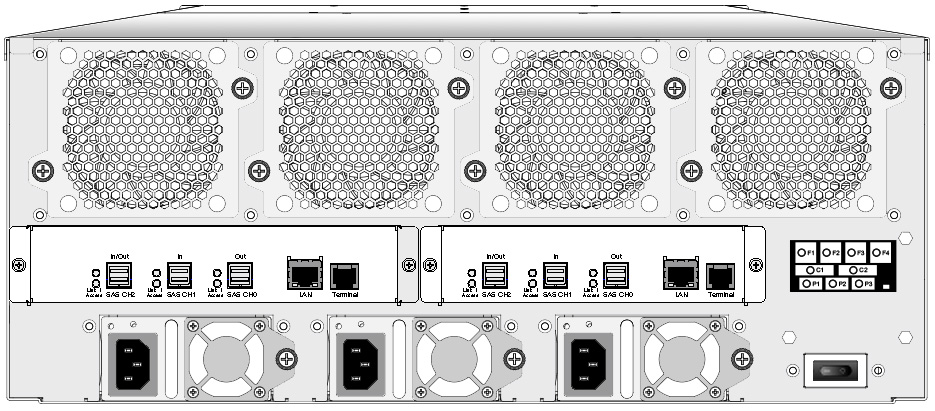 In/Out In Out
Link Access SAS CH2 Link Access SAS CH1 Link Access SAS CH0 LAN Terminal
In/Out In Out
Link Access SAS CH2 Link Access SAS CH1 Link Access SAS CH0 LAN Terminal
F1 F2 F3 F4
C1 C2
P1 P2 P3